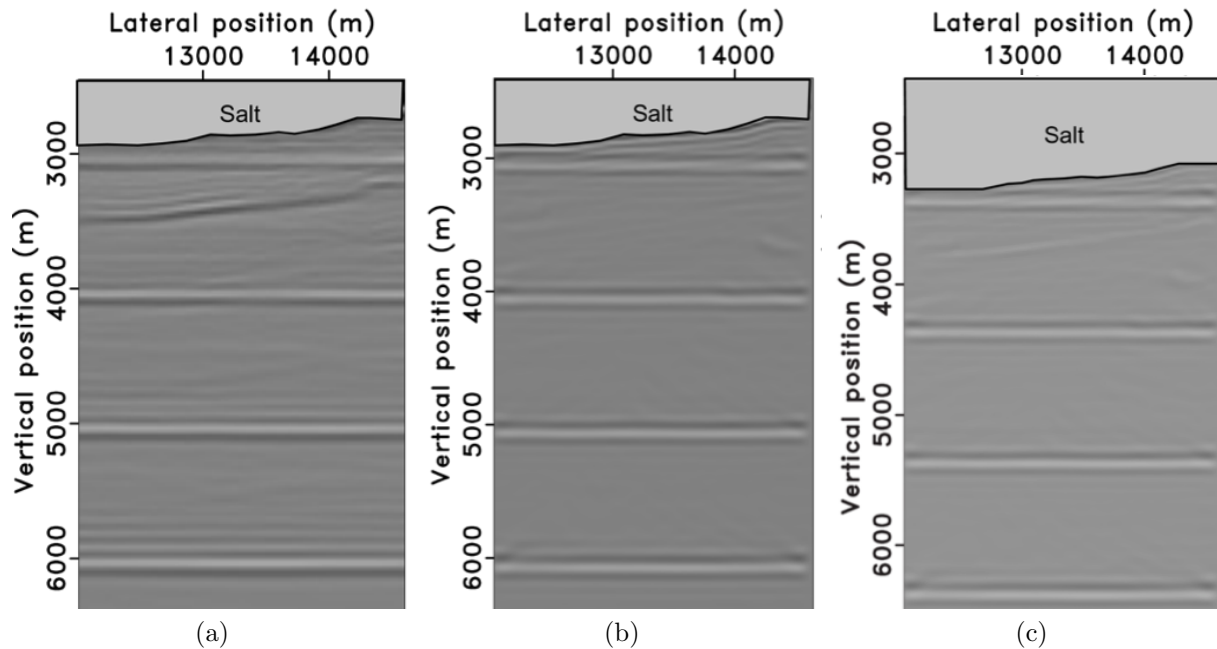 Lateral position (m)
13000 14000
Salt
Vertical position (m)
3000
4000
5000
6000
(a)
Lateral position (m)
13000 14000
Salt
Vertical position (m)
3000
4000
5000
6000
(b)
Lateral position (m)
13000 14000
Salt
Vertical position (m)
3000
4000
5000
6000
(c)